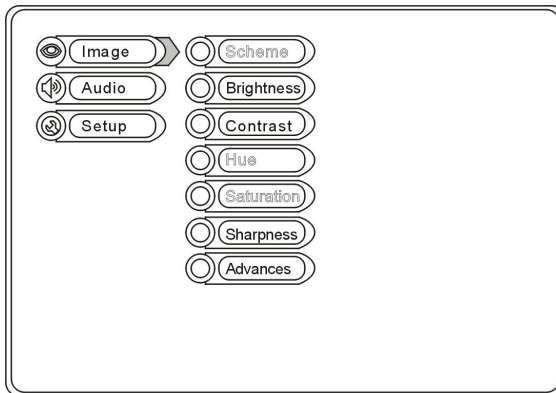 Image
Audio
Setup
Scheme
Brightness
Contrast
Hue
Saturation
Sharpness
Advances